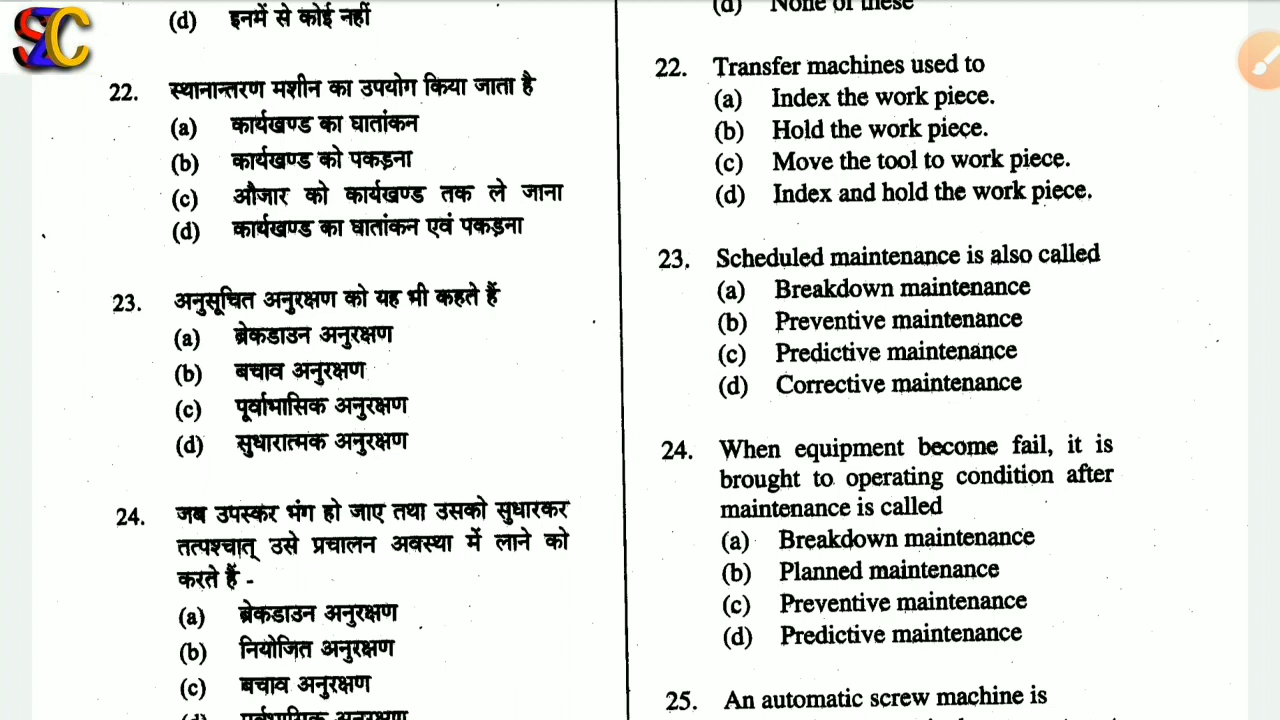 SZC
(d) इनमें से कोई नहीं
22. स्थानान्तरण मशीन का उपयोग किया जाता है
(a) कार्यखण्ड का घातांकन
(b) कार्यखण्ड को पकड़ना
(c) औजार को कार्यखण्ड तक ले जाना
(d) कार्यखण्ड का घातांकन एवं पकड़ना
23. अनुसूचित अनुरक्षण को यह भी कहते हैं
(a) ब्रेकडाउन अनुरक्षण
(b) बचाव अनुरक्षण
(c) पूर्वाभासिक अनुरक्षण
(d) सुधारात्मक अनुरक्षण
24. जब उपस्कर भंग हो जाए तथा उसको सुधारकर
तत्पश्चात् उसे प्रचालन अवस्था में लाने को
करते हैं -
(a) ब्रेकडाउन अनुरक्षण
(b) नियोजित अनुरक्षण
(c) बचाव अनुरक्षण
(d) None of these
22. Transfer machines used to
(a) Index the work piece.
(b) Hold the work piece.
(c) Move the tool to work piece.
(d) Index and hold the work piece.
23. Scheduled maintenance is also called
(a) Breakdown maintenance
(b) Preventive maintenance
(c) Predictive maintenance
(d) Corrective maintenance
24. When equipment become fail, it is
brought to operating condition after
maintenance is called
(a) Breakdown maintenance
(b) Planned maintenance
(c) Preventive maintenance
(d) Predictive maintenance
25. An automatic screw machine is